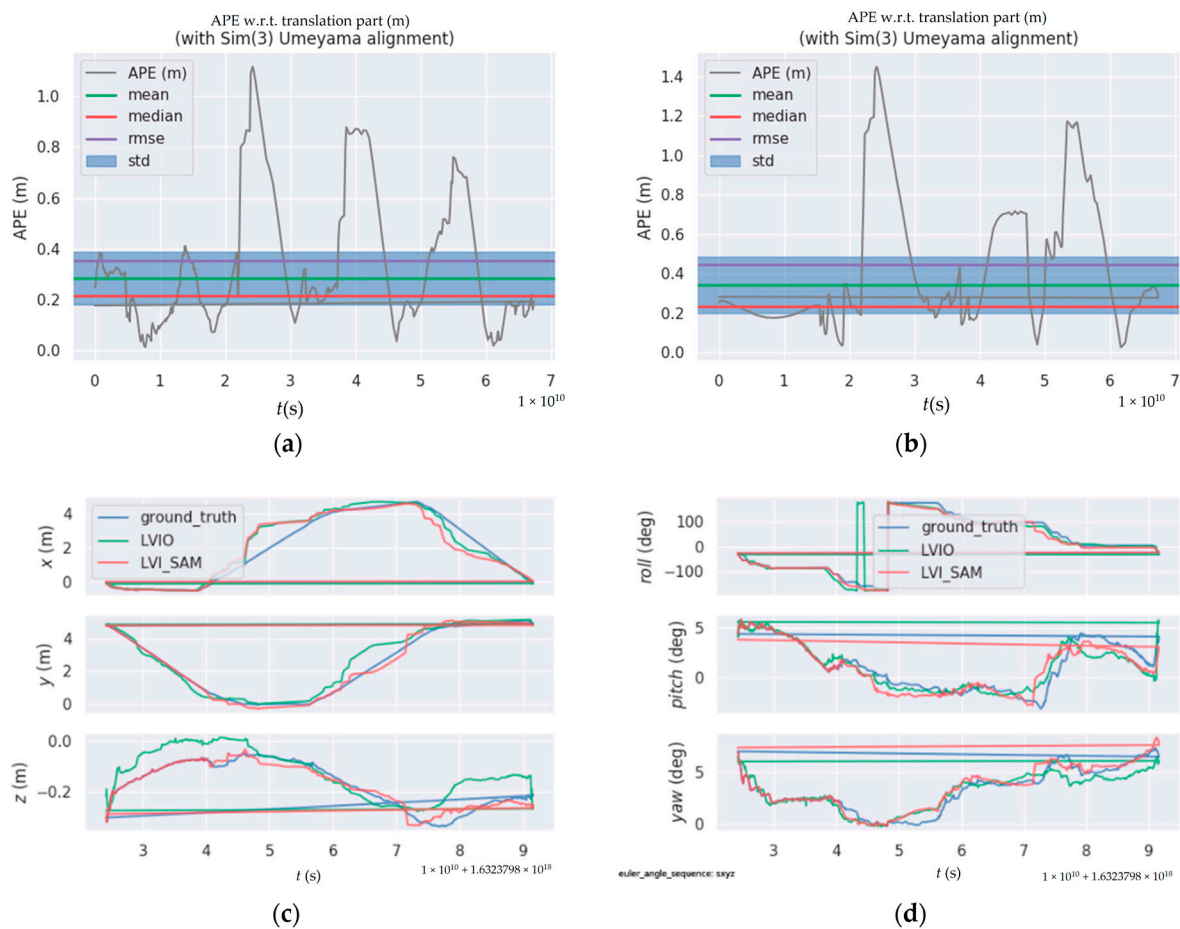 APE w.r.t. translation part (m)
(with Sim(3) Umeyama alignment)
APE (m)
mean
median
rmse
std
APE (m)
1.0
0.8
0.6
0.4
0.2
0.0
0 1 2 3 4 5 6 7
t(s)
1 × 10¹⁰
(a)
APE w.r.t. translation part (m)
(with Sim(3) Umeyama alignment)
APE (m)
mean
median
rmse
std
APE (m)
1.4
1.2
1.0
0.8
0.6
0.4
0.2
0.0
0 1 2 3 4 5 6 7
t(s)
1 × 10¹⁰
(b)
ground_truth
LVIO
LVI_SAM
x (m)
4
2
0
y (m)
4
2
0
z (m)
0.0
−0.2
3 4 5 6 7 8 9
t (s)
1 × 10¹⁰ + 1.6323798 × 10¹⁸
(c)
ground_truth
LVIO
LVI_SAM
roll (deg)
100
0
−100
pitch (deg)
5
0
yaw (deg)
5
0
3 4 5 6 7 8 9
euler_angle_sequence: sxyz
t (s)
1 × 10¹⁰ + 1.6323798 × 10¹⁸
(d)